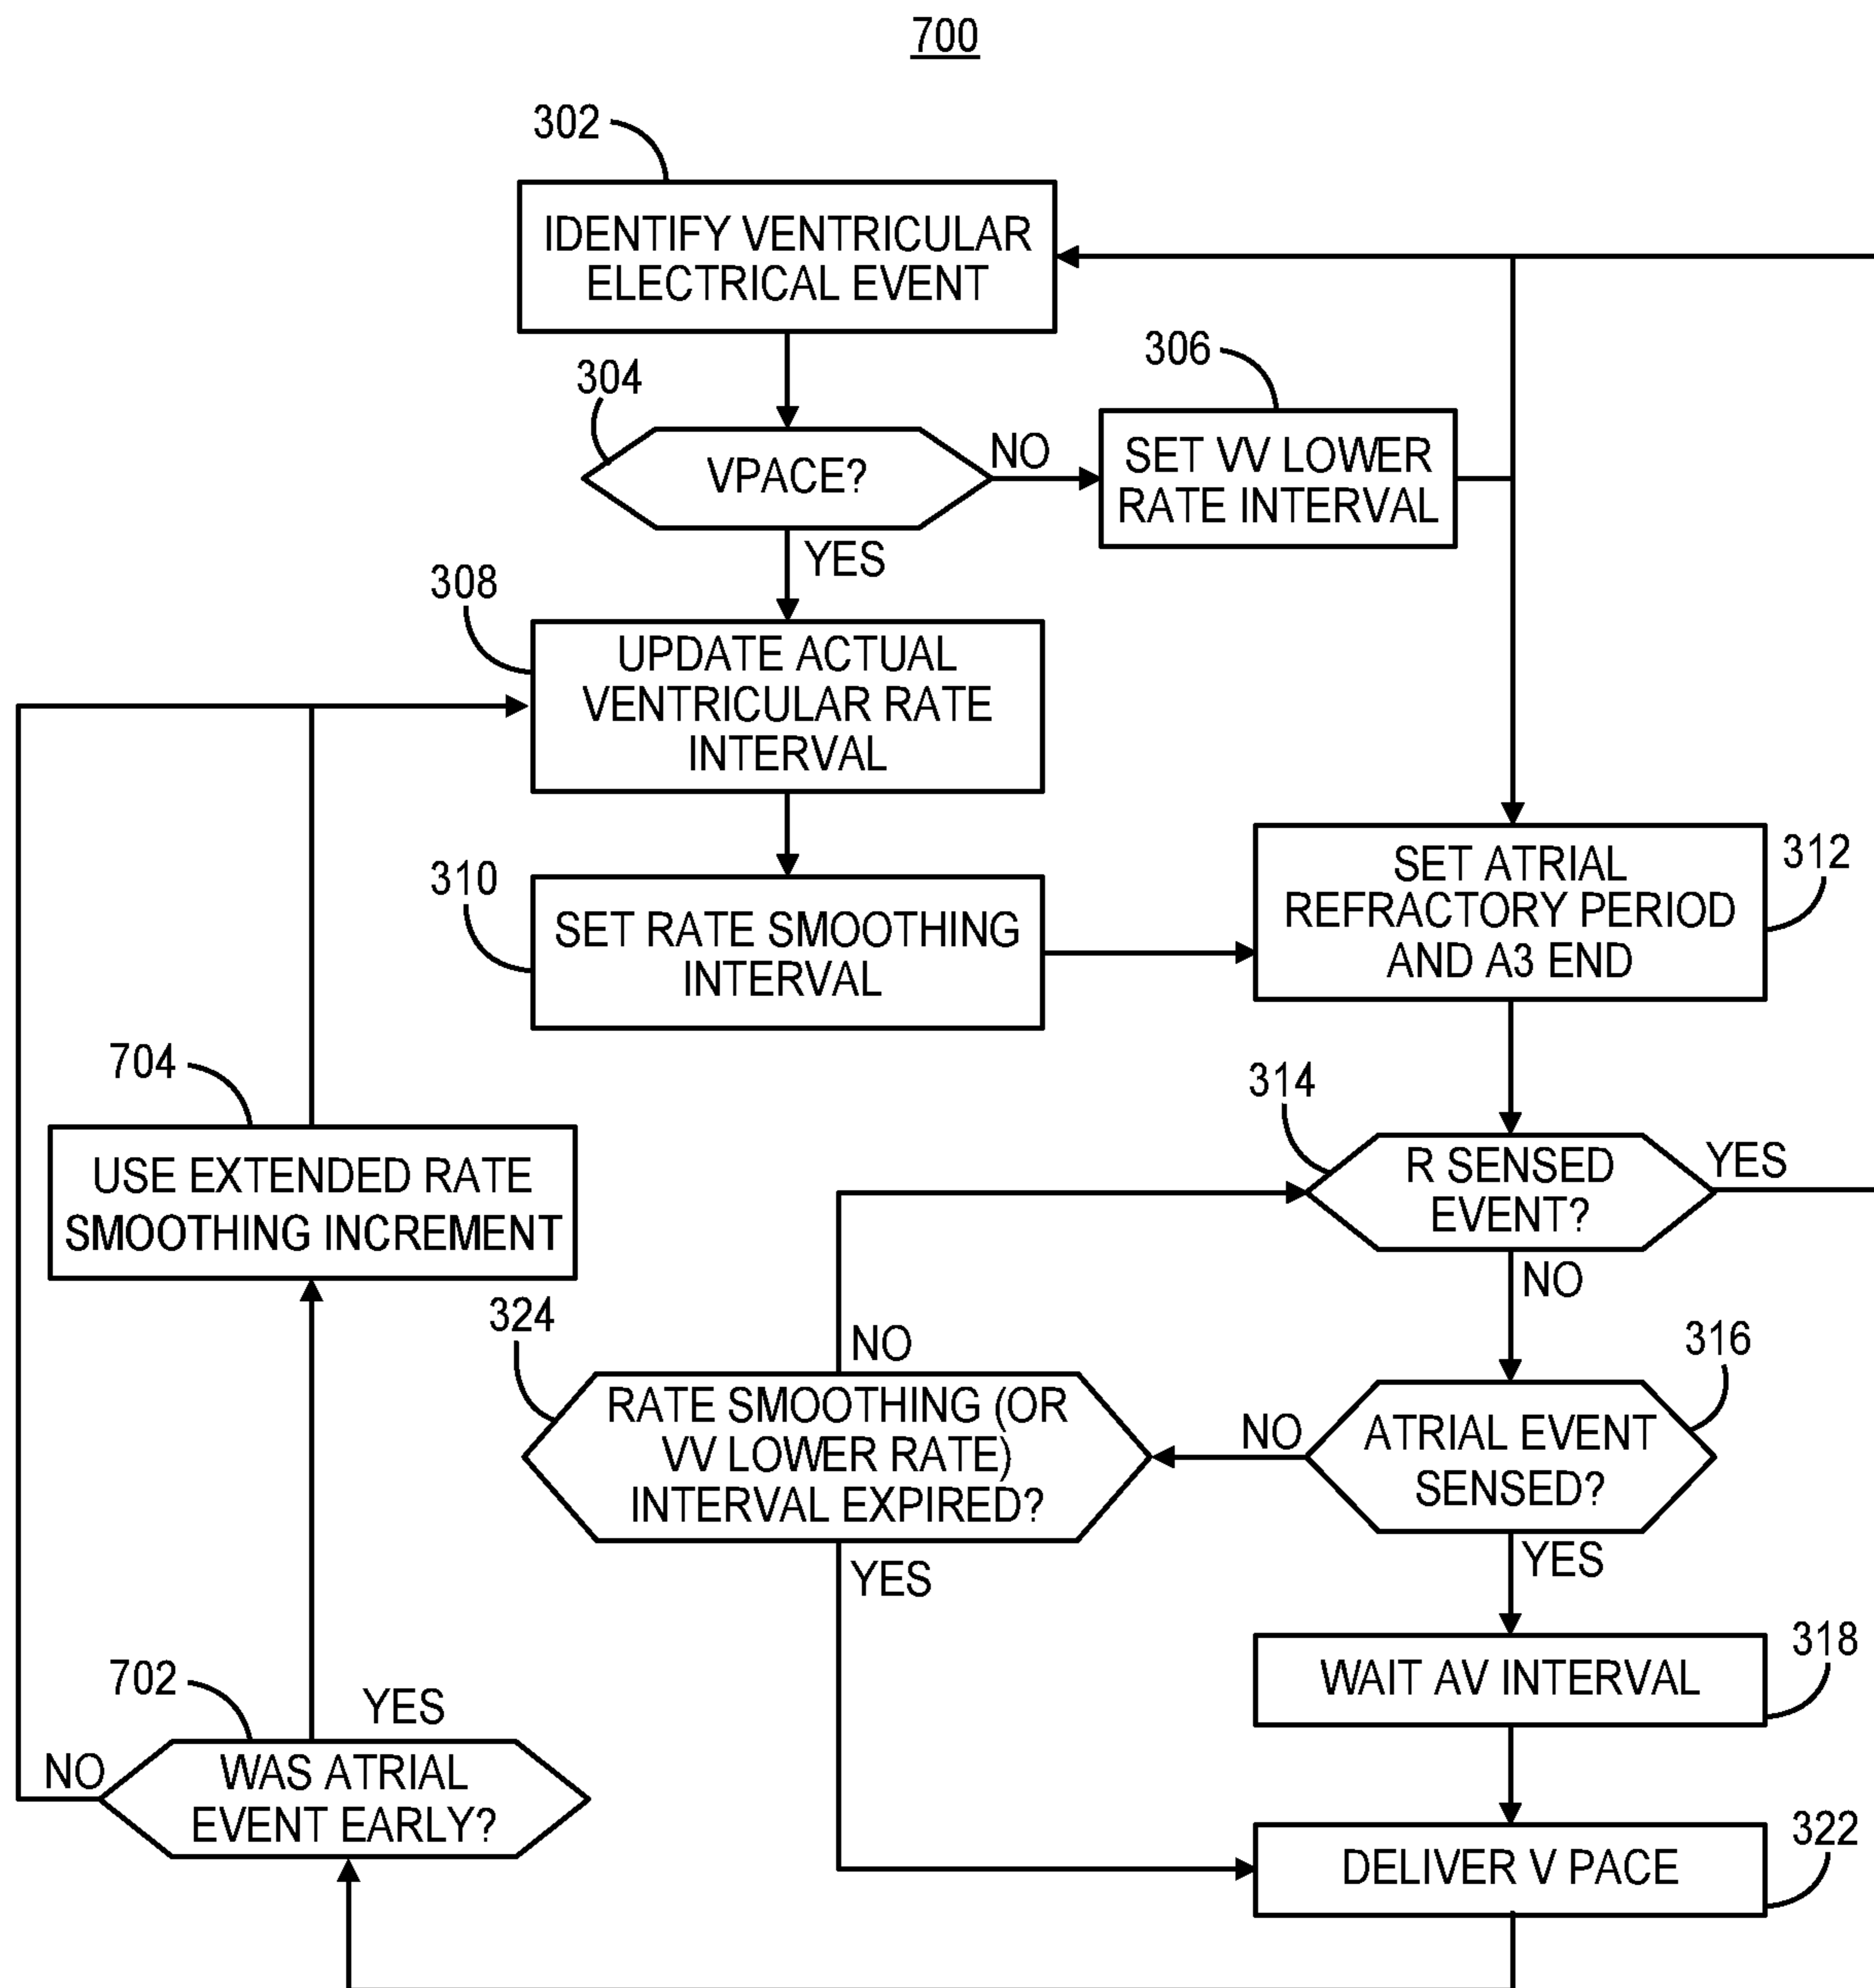 700
302
IDENTIFY VENTRICULAR
ELECTRICAL EVENT
304
VPACE?
NO
YES
306
SET VV LOWER
RATE INTERVAL
308
UPDATE ACTUAL
VENTRICULAR RATE
INTERVAL
310
SET RATE SMOOTHING
INTERVAL
SET ATRIAL
REFRACTORY PERIOD
AND A3 END
312
704
USE EXTENDED RATE
SMOOTHING INCREMENT
314
R SENSED
EVENT?
YES
NO
324
NO
RATE SMOOTHING (OR
VV LOWER RATE)
INTERVAL EXPIRED?
YES
316
NO
ATRIAL EVENT
SENSED?
YES
318
WAIT AV INTERVAL
702
YES
NO
WAS ATRIAL
EVENT EARLY?
322
DELIVER V PACE